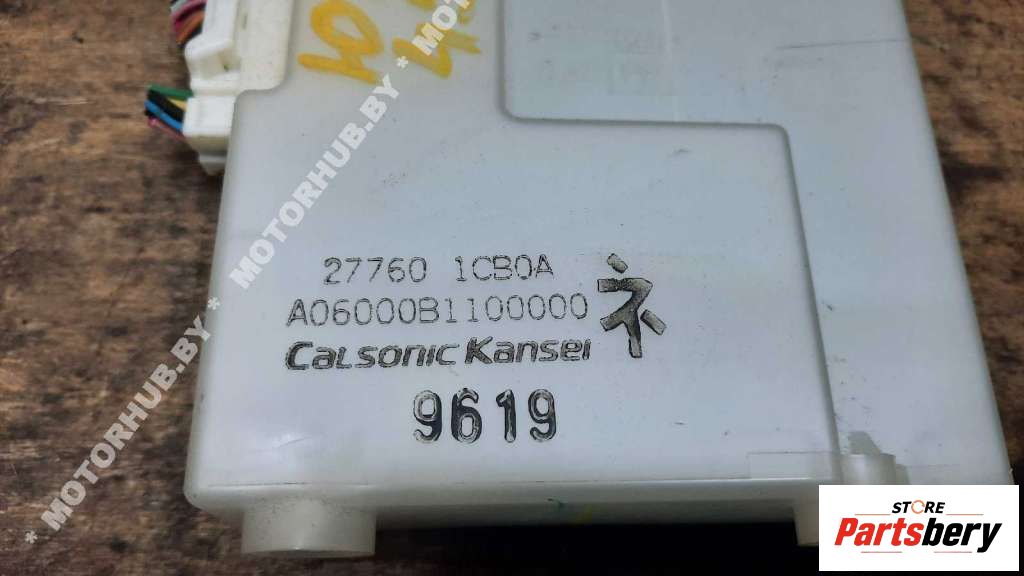 27760 1CB0A
A06000B1100000
ネ
CaLsonic Kansei
9619
* MOTORHUB.BY * MOTORHUB.BY * MOTORHUB.BY *
STORE
Partsbery